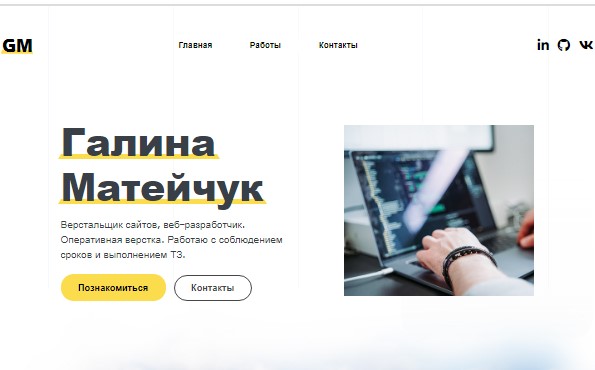 GM
Главная Работы Контакты
Галина
Матейчук
Верстальщик сайтов, веб-разработчик.
Оперативная верстка. Работаю с соблюдением
сроков и выполнением ТЗ.
Познакомиться Контакты